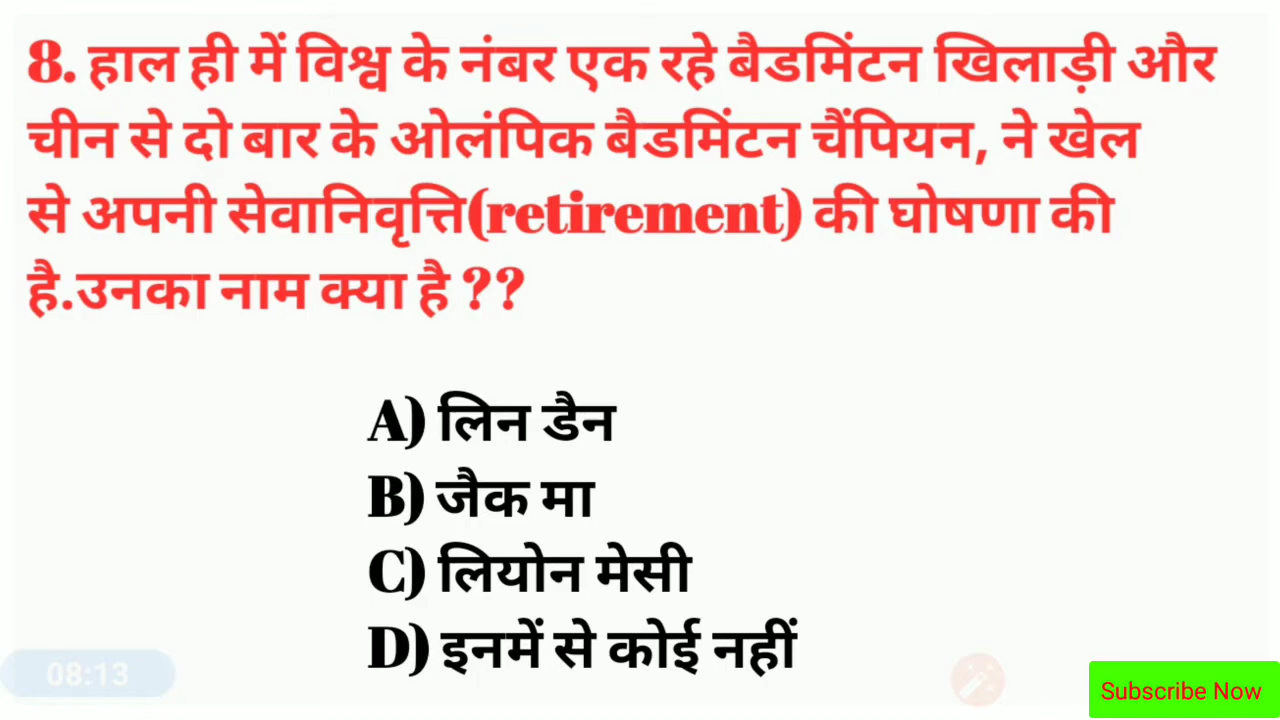 8. हाल ही में विश्व के नंबर एक रहे बैडमिंटन खिलाड़ी और
चीन से दो बार के ओलंपिक बैडमिंटन चैंपियन, ने खेल
से अपनी सेवानिवृत्ति(retirement) की घोषणा की
है.उनका नाम क्या है ??
A) लिन डैन
B) जैक मा
C) लियोन मेसी
D) इनमें से कोई नहीं
08:13
Subscribe Now